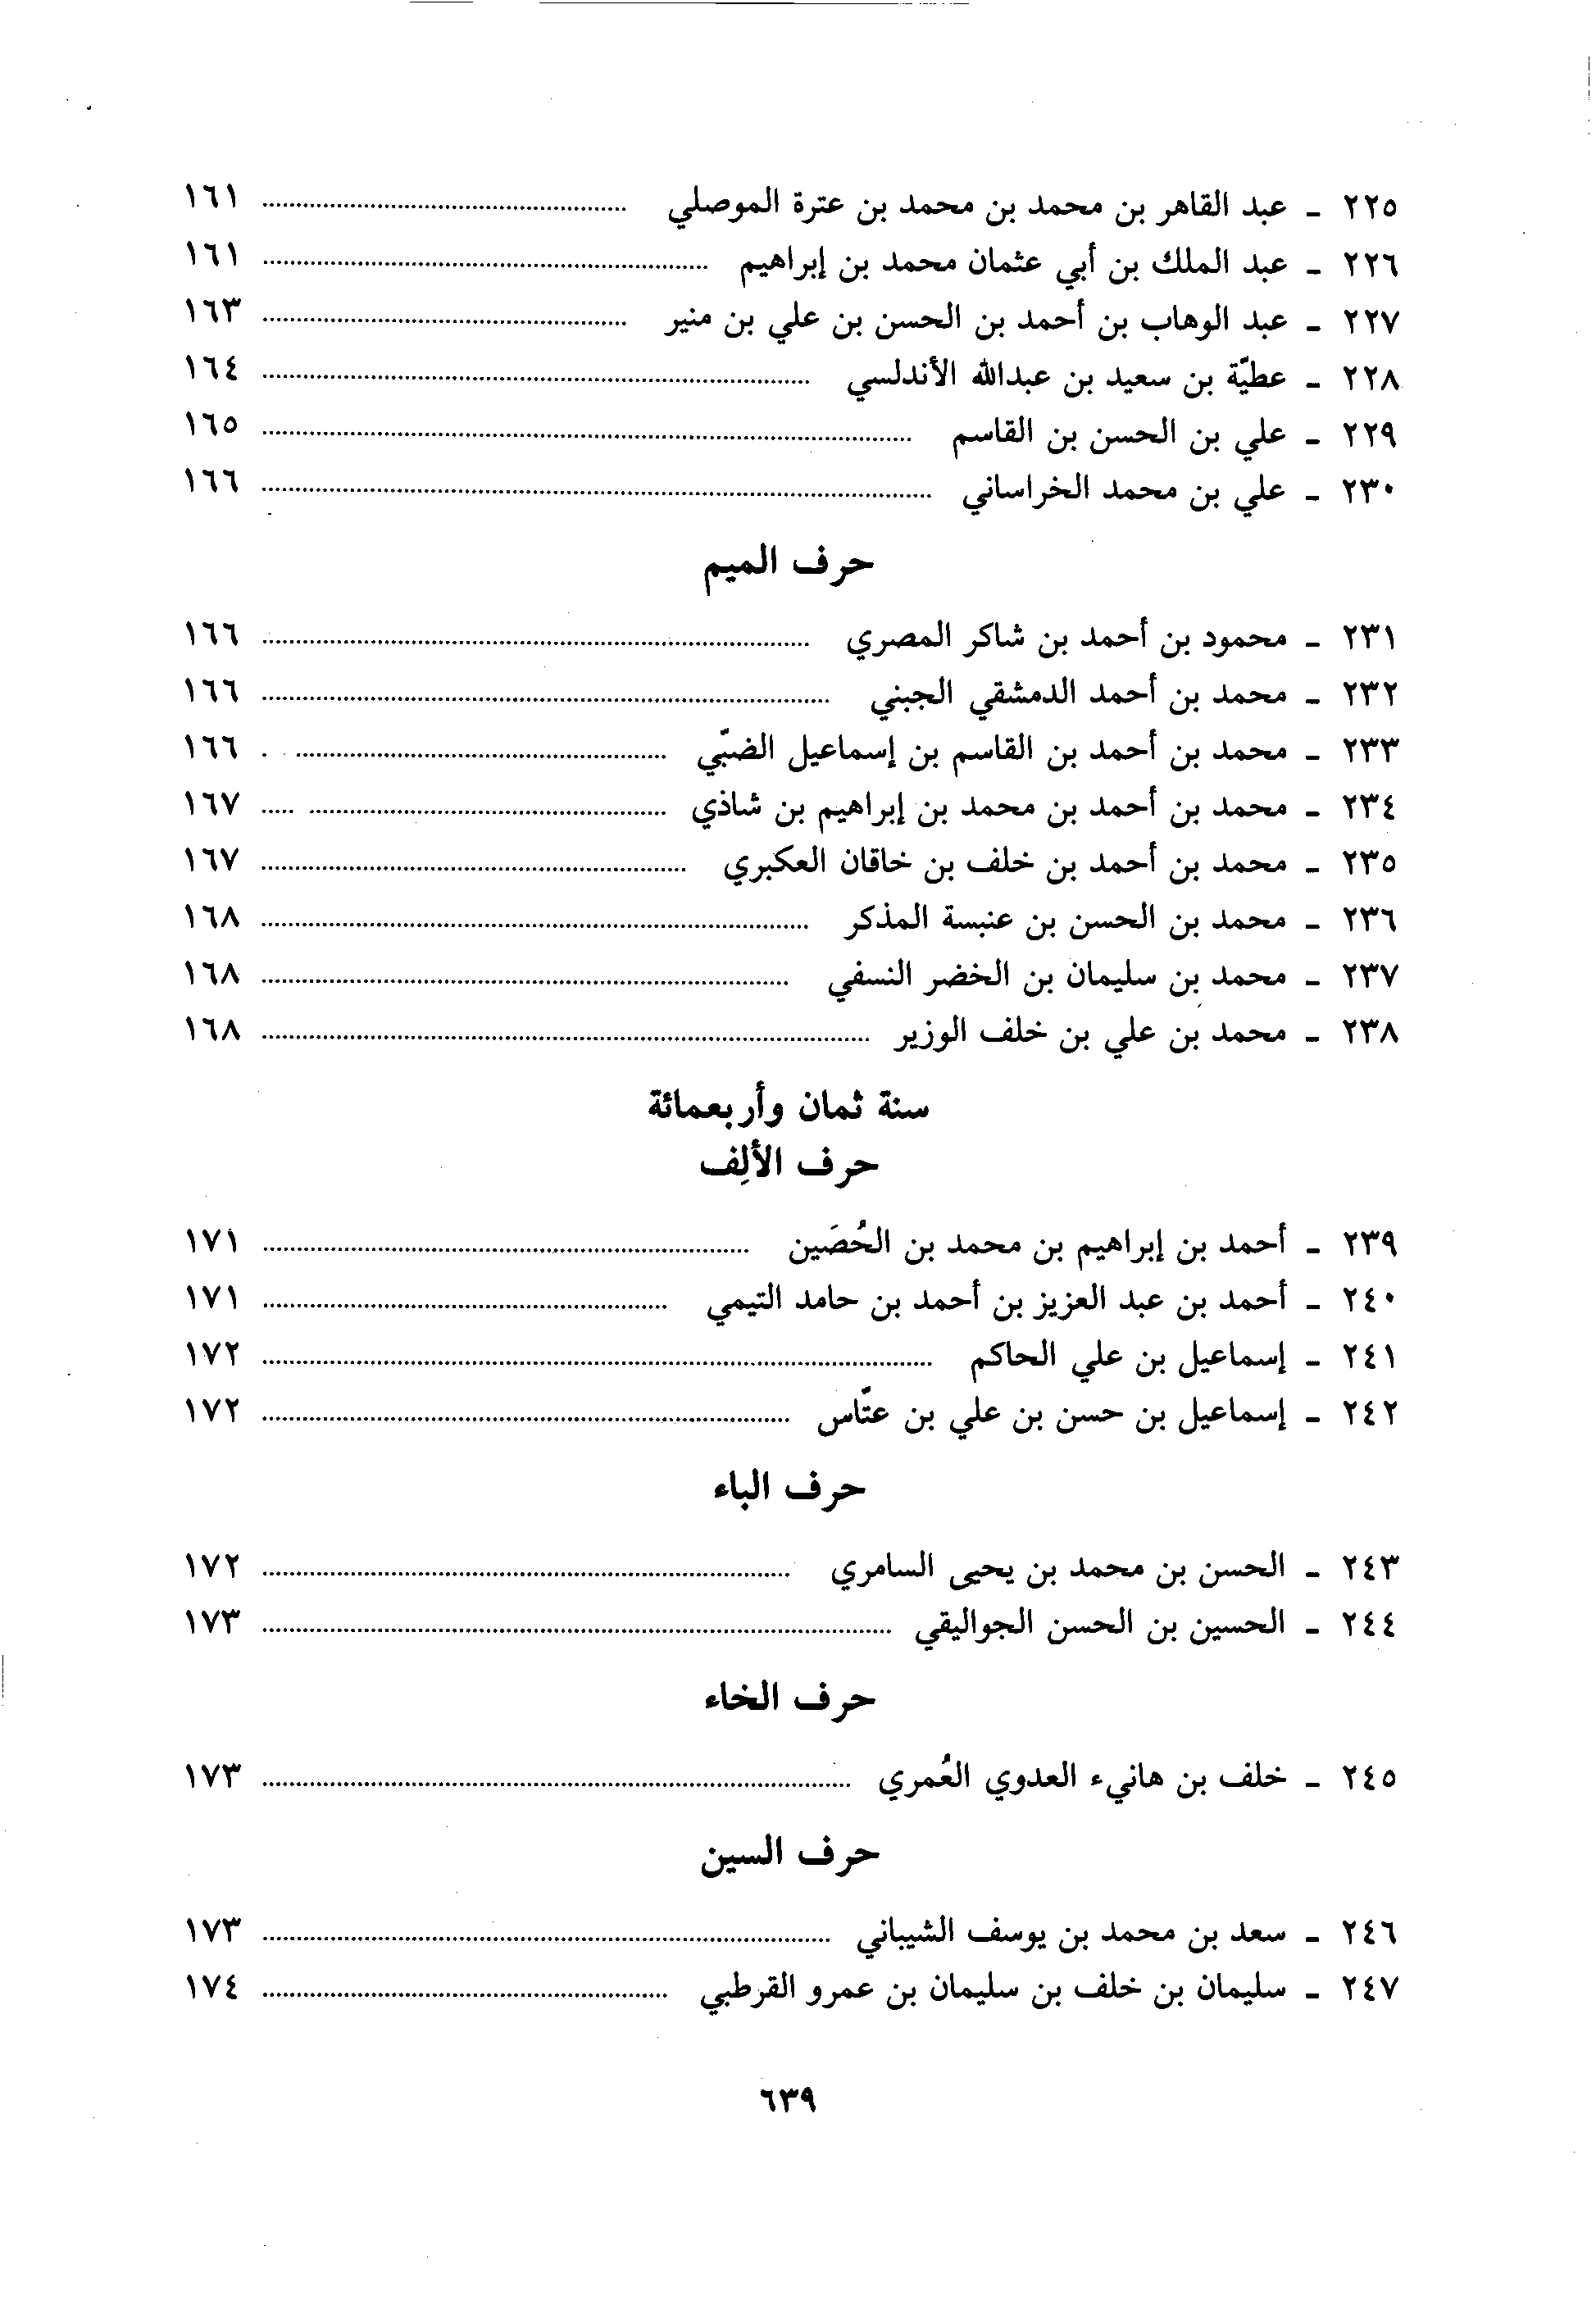 ٢٢٥ - عبد القاهر بن محمد بن محمد بن عترة الموصلي ........ ١٦١
٢٢٦ - عبد الملك بن أبي عثمان محمد بن إبراهيم ........ ١٦١
٢٢٧ - عبد الوهاب بن أحمد بن الحسن بن علي بن منير ........ ١٦٣
٢٢٨ - عطيّة بن سعيد بن عبدالله الأندلسي ........ ١٦٤
٢٢٩ - علي بن الحسن بن القاسم ........ ١٦٥
٢٣٠ - علي بن محمد الخراساني ........ ١٦٦
حرف الميم
٢٣١ - محمود بن أحمد بن شاكر المصري ........ ١٦٦
٢٣٢ - محمد بن أحمد الدمشقي الجبني ........ ١٦٦
٢٣٣ - محمد بن أحمد بن القاسم بن إسماعيل الضبّي ........ ١٦٦
٢٣٤ - محمد بن أحمد بن محمد بن إبراهيم بن شاذي ........ ١٦٧
٢٣٥ - محمد بن أحمد بن خلف بن خاقان العكبري ........ ١٦٧
٢٣٦ - محمد بن الحسن بن عنبسة المذكر ........ ١٦٨
٢٣٧ - محمد بن سليمان بن الخضر النسفي ........ ١٦٨
٢٣٨ - محمد بن علي بن خلف الوزير ........ ١٦٨
سنة ثمان وأربعمائة
حرف الألِف
٢٣٩ - أحمد بن إبراهيم بن محمد بن الحُصَين ........ ١٧١
٢٤٠ - أحمد بن عبد العزيز بن أحمد بن حامد التيمي ........ ١٧١
٢٤١ - إسماعيل بن علي الحاكم ........ ١٧٢
٢٤٢ - إسماعيل بن حسن بن علي بن عتّاس ........ ١٧٢
حرف الباء
٢٤٣ - الحسن بن محمد بن يحيى السامري ........ ١٧٢
٢٤٤ - الحسين بن الحسن الجواليقي ........ ١٧٣
حرف الخاء
٢٤٥ - خلف بن هانيء العدوي العُمري ........ ١٧٣
حرف السين
٢٤٦ - سعد بن محمد بن يوسف الشيباني ........ ١٧٣
٢٤٧ - سليمان بن خلف بن سليمان بن عمرو القرطبي ........ ١٧٤
٦٣٩